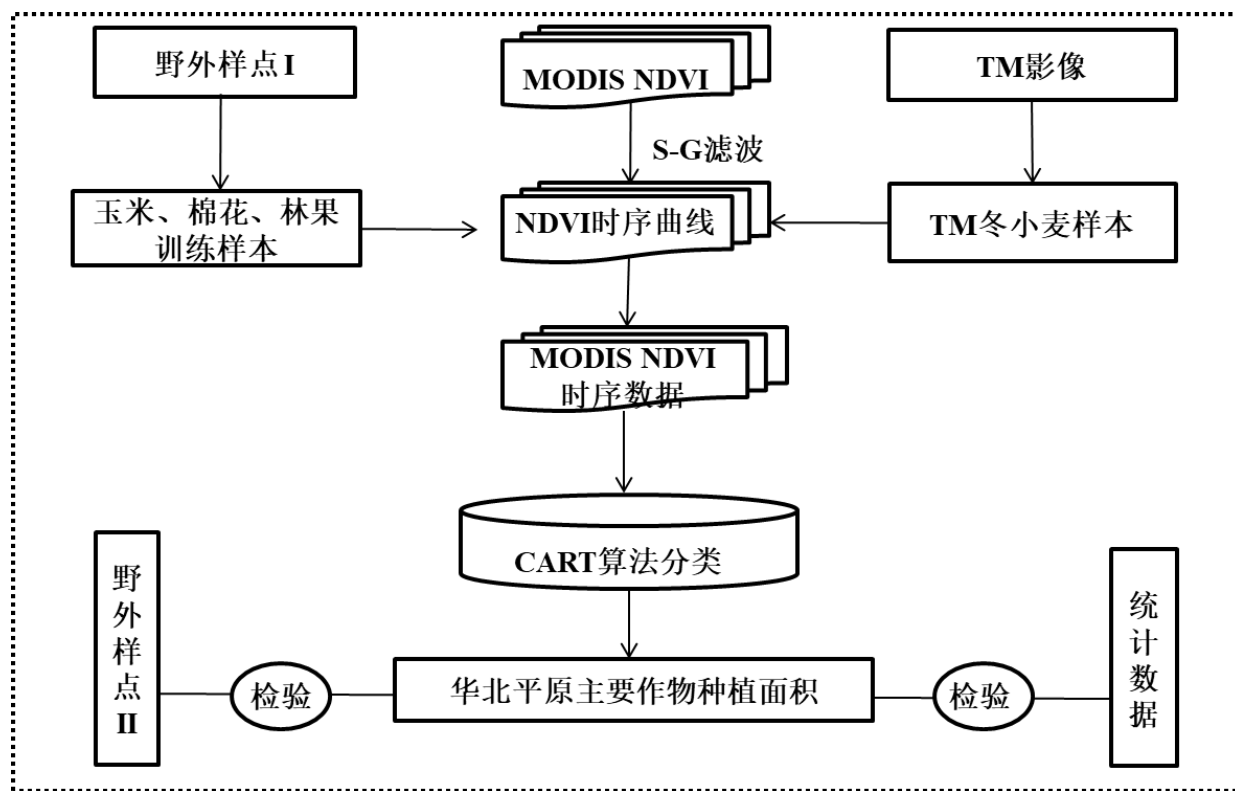 野外样点I
MODIS NDVI
TM影像
S-G滤波
玉米、棉花、林果
训练样本
NDVI时序曲线
TM冬小麦样本
MODIS NDVI
时序数据
CART算法分类
野
外
样
点
II
检验
华北平原主要作物种植面积
检验
统
计
数
据